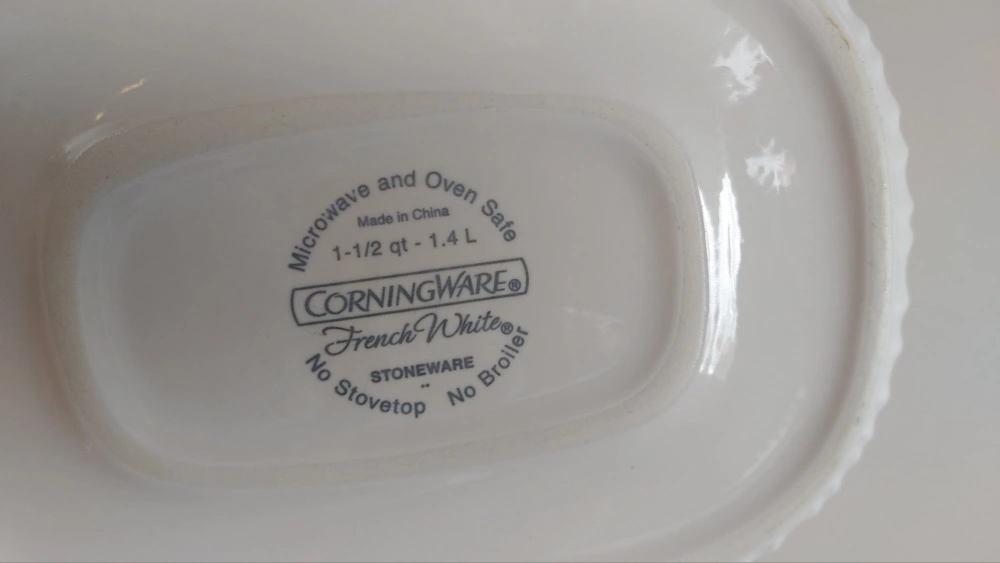 Microwave and Oven Safe
Made in China
1-1/2 qt - 1.4 L
CORNINGWARE®
French White®
STONEWARE
No Stovetop No Broiler